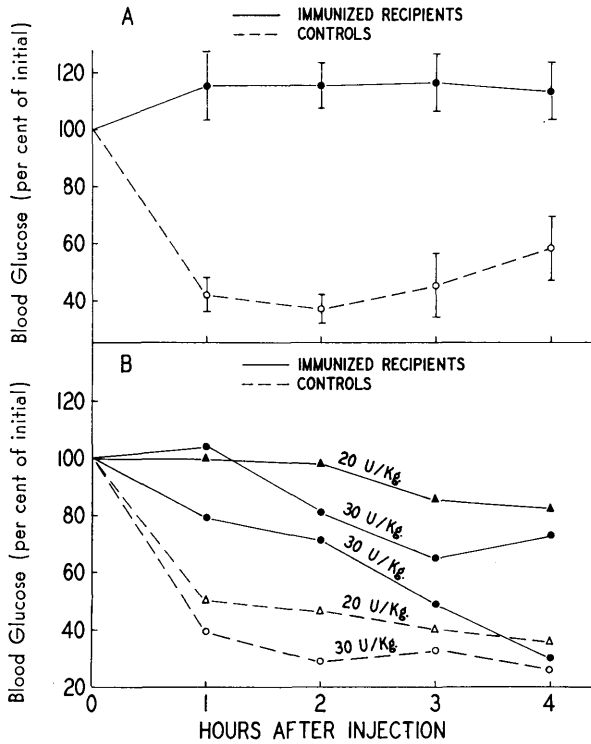 A
IMMUNIZED RECIPIENTS
CONTROLS
Blood Glucose (per cent of initial)
120
100
80
60
40
B
IMMUNIZED RECIPIENTS
CONTROLS
Blood Glucose (per cent of initial)
120
100
80
60
40
20
20 U/Kg.
30 U/Kg.
30 U/Kg.
20 U/Kg.
30 U/Kg.
0 1 2 3 4
HOURS AFTER INJECTION